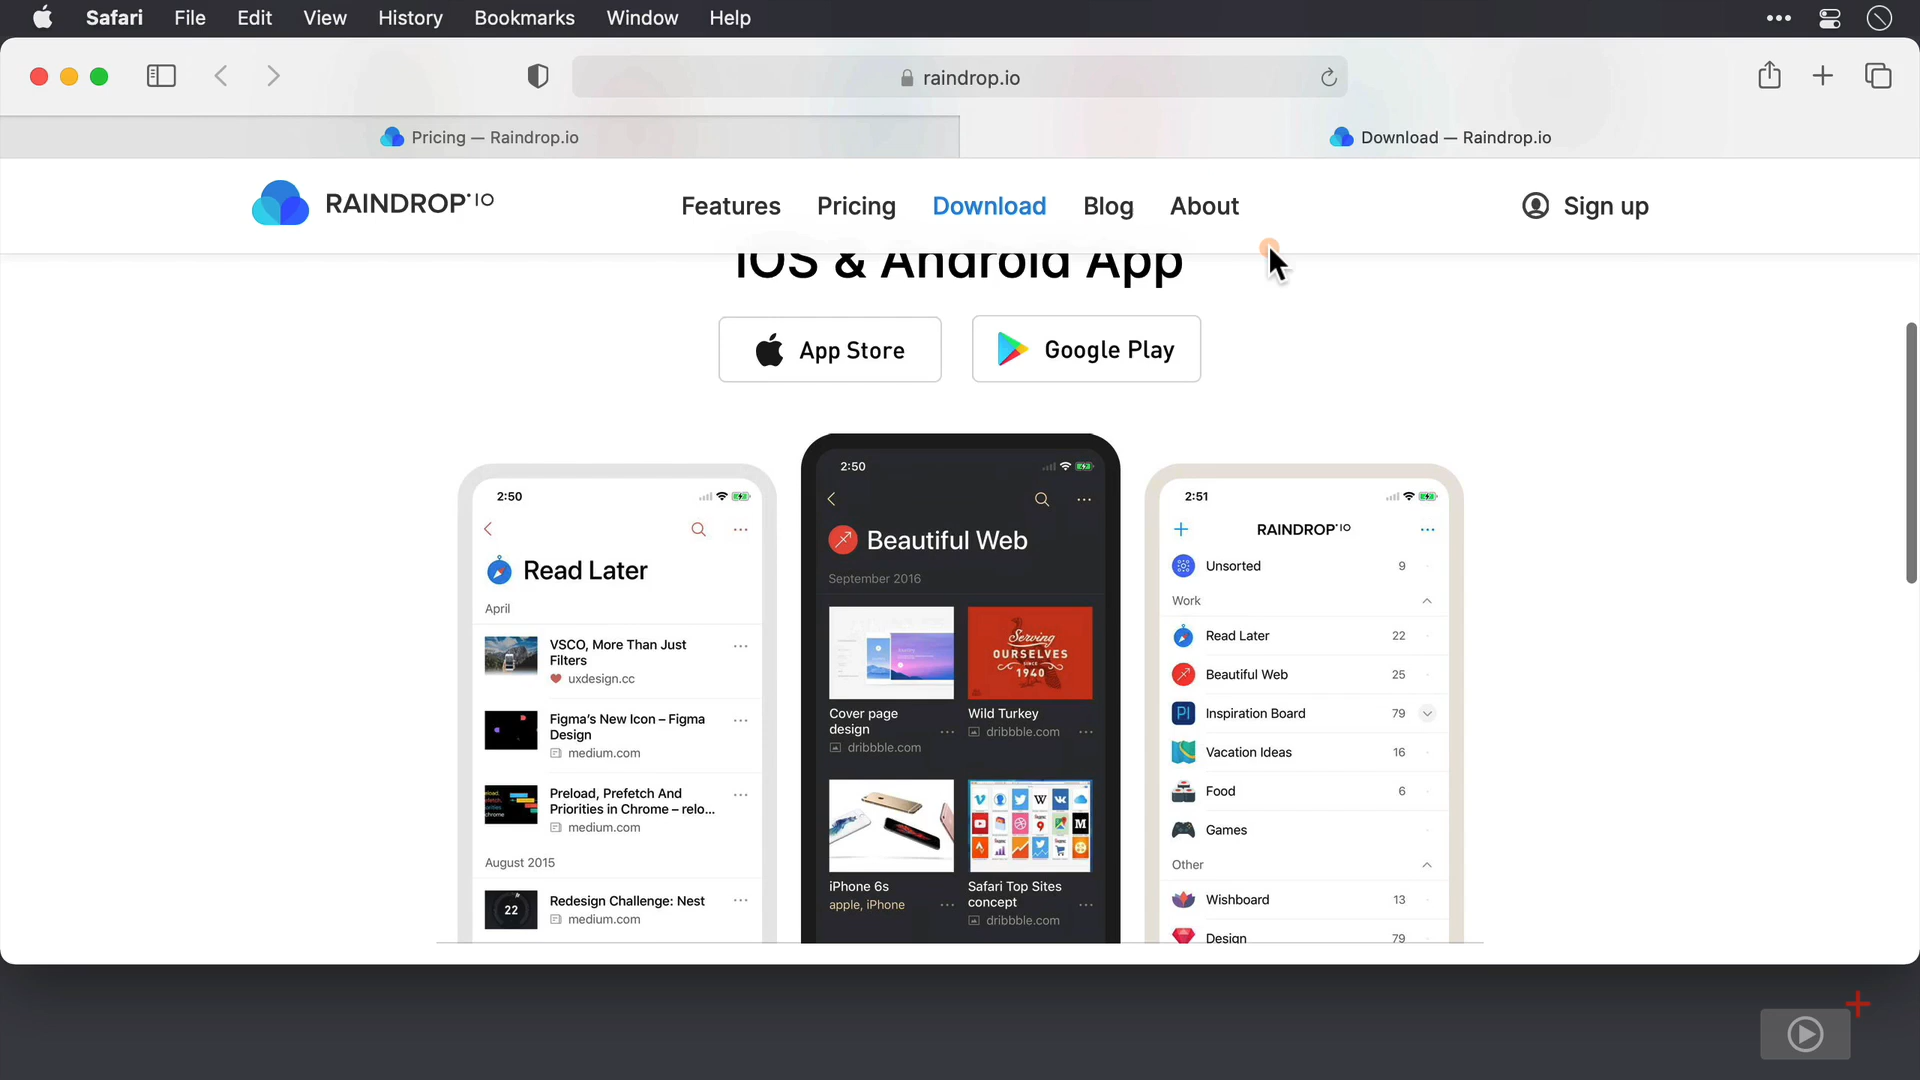 Safari File Edit View History Bookmarks Window Help
raindrop.io
Pricing — Raindrop.io
Download — Raindrop.io
RAINDROP.IO
Features Pricing Download Blog About
Sign up
iOS & Android App
App Store
Google Play
2:50
Read Later
April
VSCO, More Than Just
Filters
uxdesign.cc
Figma's New Icon – Figma
Design
medium.com
Preload, Prefetch And
Priorities in Chrome – relo...
medium.com
August 2015
22
Redesign Challenge: Nest
medium.com
2:50
Beautiful Web
September 2016
Serving
OURSELVES
SINCE
1940
Cover page
design
dribbble.com
Wild Turkey
dribbble.com
iPhone 6s
apple, iPhone
Safari Top Sites
concept
dribbble.com
2:51
RAINDROP.IO
Unsorted 9
Work
Read Later 22
Beautiful Web 25
PI Inspiration Board 79
Vacation Ideas 16
Food 6
Games
Other
Wishboard 13
Design 79